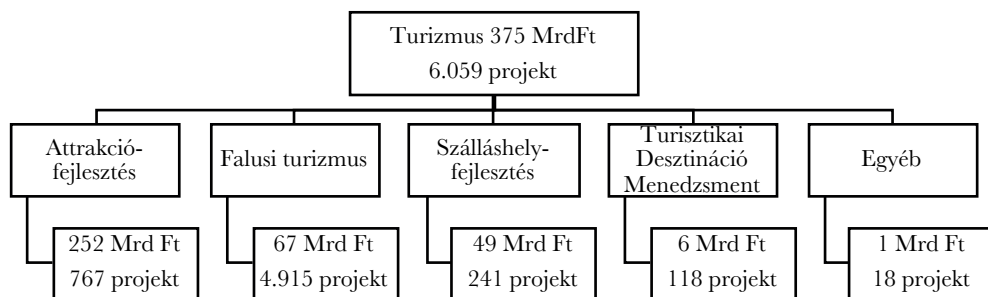 Turizmus 375 MrdFt
6.059 projekt
Attrakció-
fejlesztés
Falusi turizmus
Szálláshely-
fejlesztés
Turisztikai
Desztináció
Menedzsment
Egyéb
252 Mrd Ft
767 projekt
67 Mrd Ft
4.915 projekt
49 Mrd Ft
241 projekt
6 Mrd Ft
118 projekt
1 Mrd Ft
18 projekt